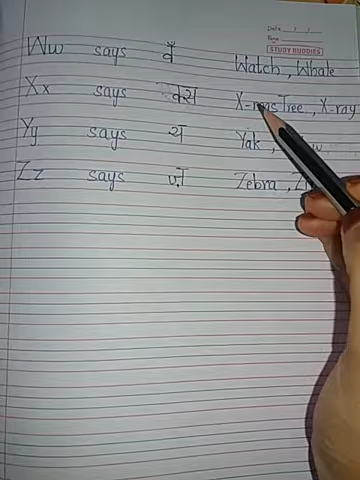 Date / /
Page
STUDY BUDDIES
Ww says वॅ Watch, Whale
Xx says क्स X-mas Tree, X-ray
Yy says य Yak,
Zz says ज़ Zebra,